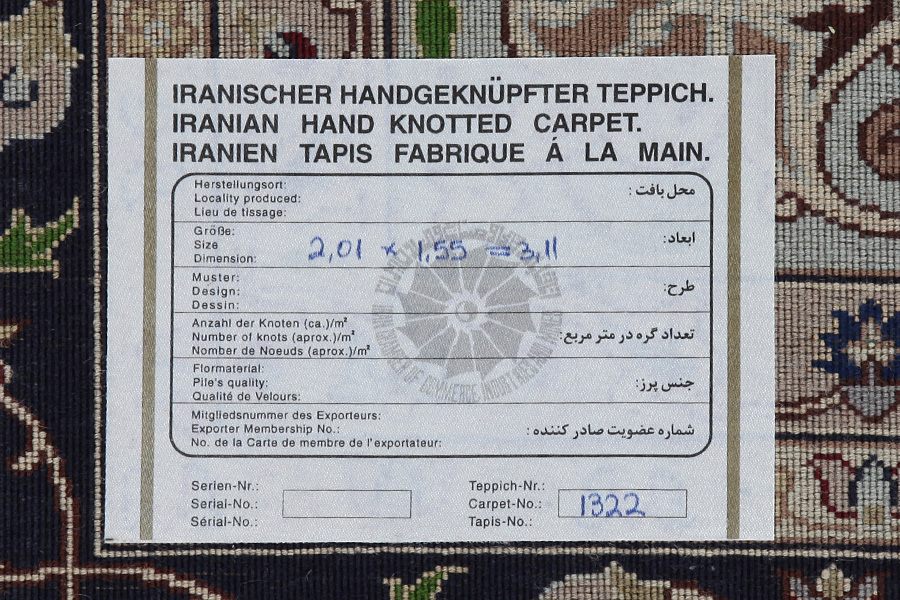 IRANISCHER HANDGEKNÜPFTER TEPPICH.
IRANIAN HAND KNOTTED CARPET.
IRANIEN TAPIS FABRIQUE Á LA MAIN.
Herstellungsort:
Locality produced:
Lieu de tissage:
محل بافت :
Größe:
Size
Dimension:
2,01 x 1,55 = 3,11
ابعاد:
Muster:
Design:
Dessin:
طرح:
Anzahl der Knoten (ca.)/m²
Number of knots (aprox.)/m²
Nombre de Noeuds (aprox.)/m²
تعداد گره در متر مربع:
Flormaterial:
Pile's quality:
Qualité de Velours:
جنس پرز:
Mitgliedsnummer des Exporteurs:
Exporter Membership No.:
No. de la Carte de membre de l'exportateur:
شماره عضویت صادر کننده :
Serien-Nr.:
Serial-No.:
Sérial-No.:
Teppich-Nr.:
Carpet-No.:
Tapis-No.:
1322